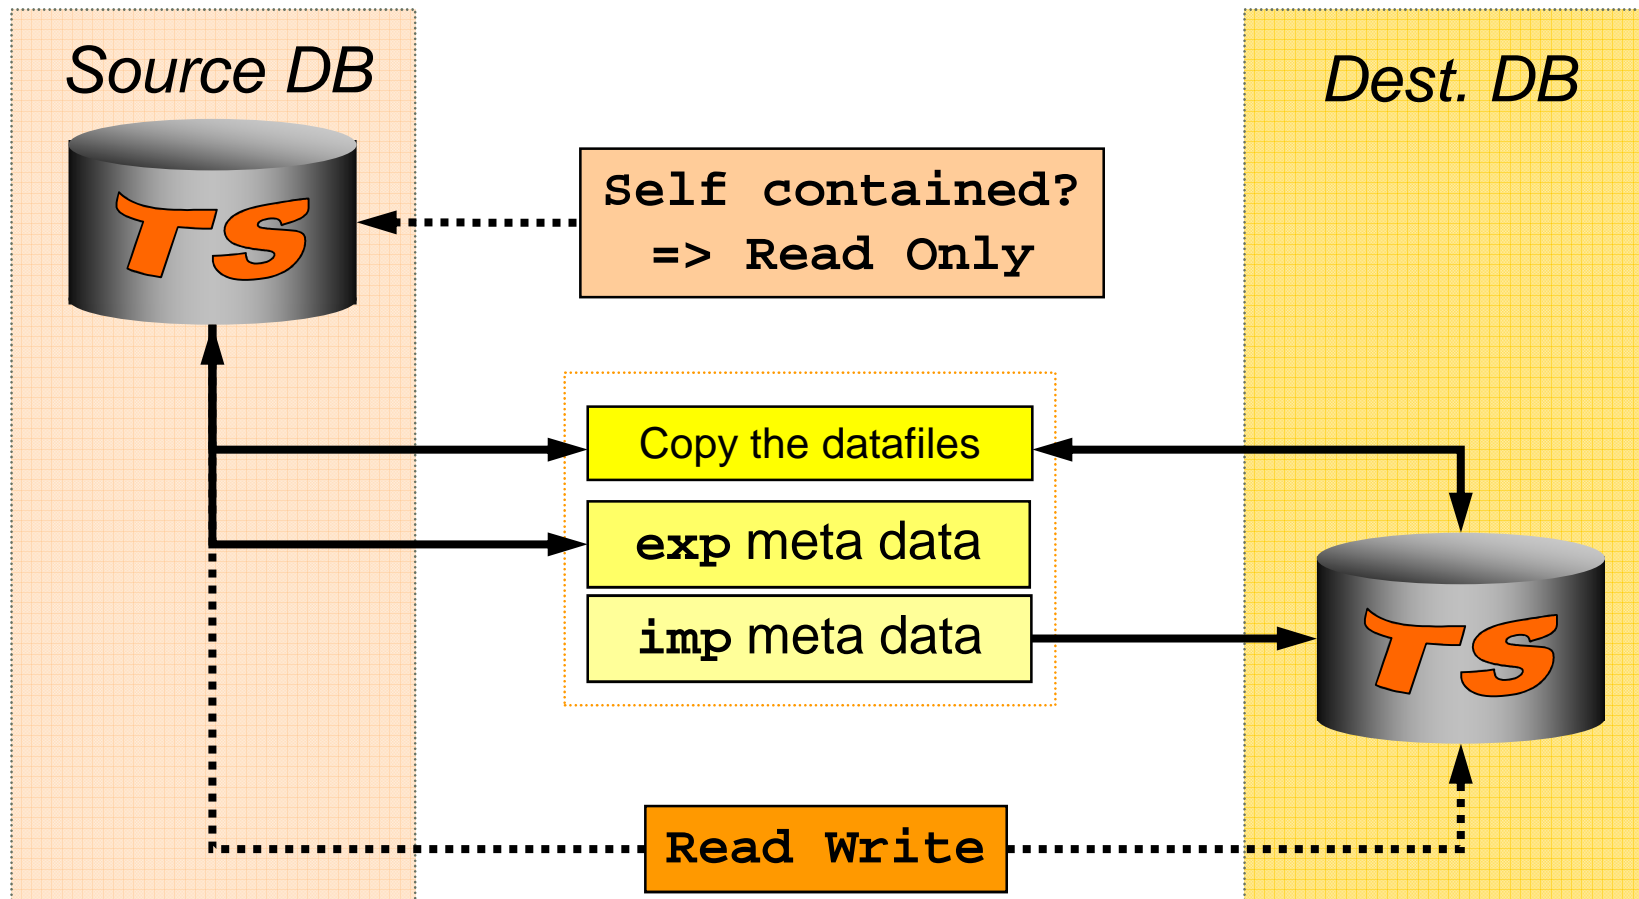 Source DB
Dest. DB
TS
Self contained?
=> Read Only
Copy the datafiles
exp meta data
imp meta data
TS
Read Write